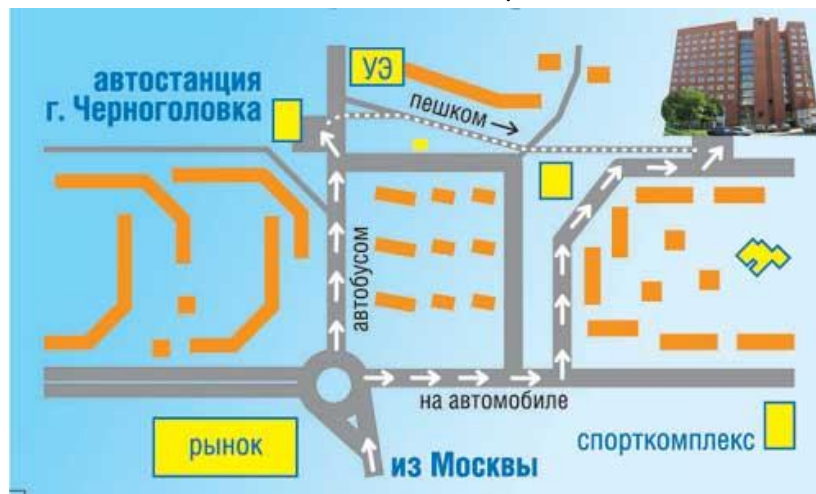 УЭ
автостанция
г. Черноголовка
пешком
автобусом
на автомобиле
рынок
из Москвы
спорткомплекс